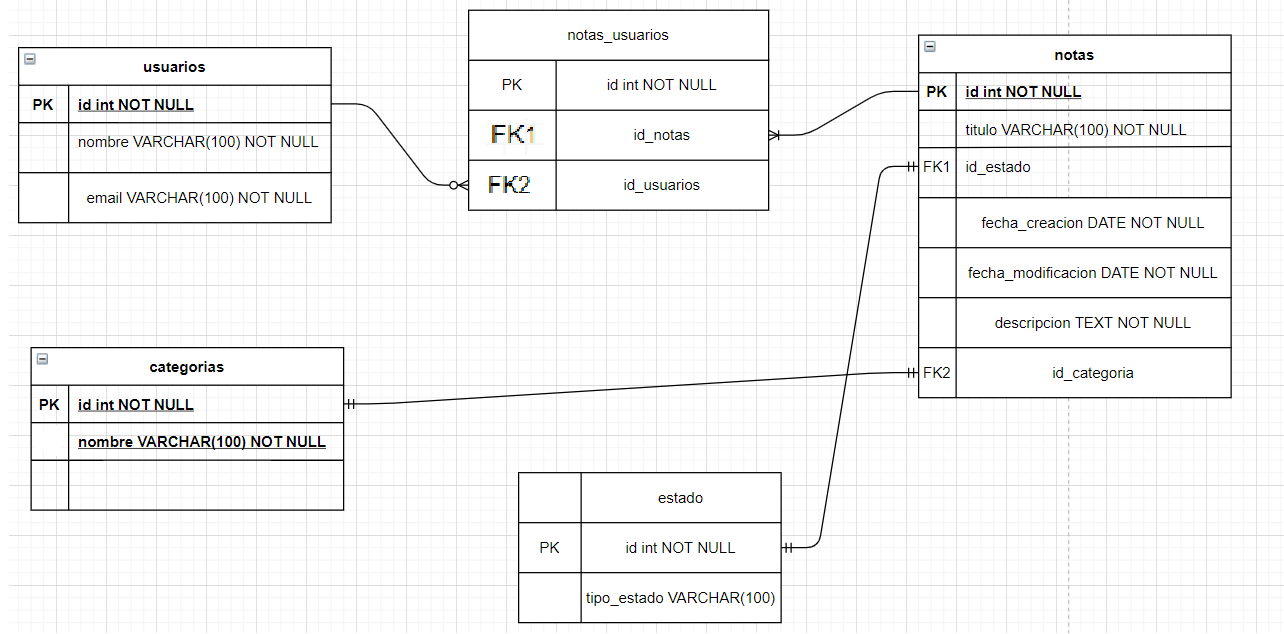 usuarios
PK id int NOT NULL
nombre VARCHAR(100) NOT NULL
email VARCHAR(100) NOT NULL
notas_usuarios
PK id int NOT NULL
FK1 id_notas
FK2 id_usuarios
notas
PK id int NOT NULL
titulo VARCHAR(100) NOT NULL
FK1 id_estado
fecha_creacion DATE NOT NULL
fecha_modificacion DATE NOT NULL
descripcion TEXT NOT NULL
FK2 id_categoria
categorias
PK id int NOT NULL
nombre VARCHAR(100) NOT NULL
estado
PK id int NOT NULL
tipo_estado VARCHAR(100)